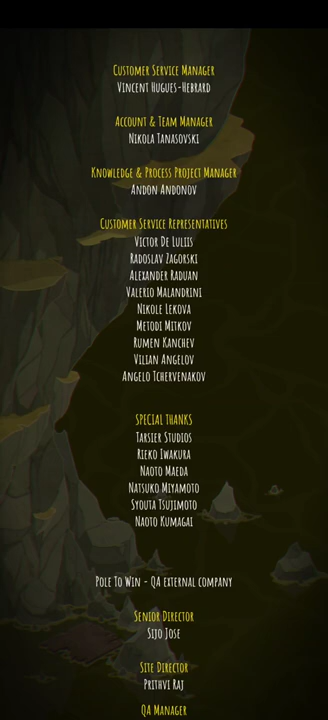 Customer Service Manager
Vincent Hugues-Hebrard
Account & Team Manager
Nikola Tanasovski
Knowledge & Process Project Manager
Andon Andonov
Customer Service Representatives
Victor De Luliis
Radoslav Zagorski
Alexander Raduan
Valerio Malandrini
Nikole Lekova
Metodi Mitkov
Rumen Kanchev
Vilian Angelov
Angelo Tchervenakov
SPECIAL THANKS
Tarsier Studios
Rieko Iwakura
Naoto Maeda
Natsuko Miyamoto
Syouta Tsujimoto
Naoto Kumagai
Pole To Win - QA external company
Senior Director
Sijo Jose
Site Director
Prithvi Raj
QA Manager